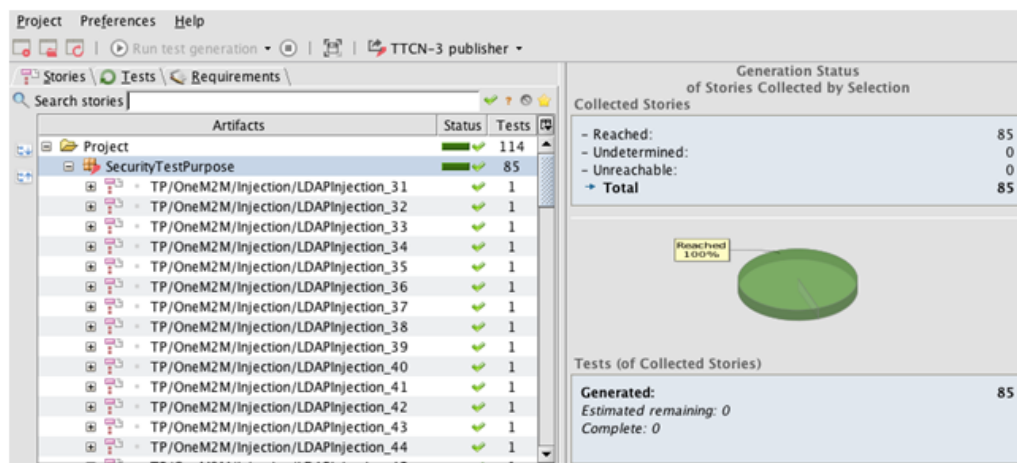 Project Preferences Help
Run test generation TTCN-3 publisher
Stories Tests Requirements
Search stories
Artifacts Status Tests
Project 114
SecurityTestPurpose 85
TP/OneM2M/Injection/LDAPInjection_31 1
TP/OneM2M/Injection/LDAPInjection_32 1
TP/OneM2M/Injection/LDAPInjection_33 1
TP/OneM2M/Injection/LDAPInjection_34 1
TP/OneM2M/Injection/LDAPInjection_35 1
TP/OneM2M/Injection/LDAPInjection_36 1
TP/OneM2M/Injection/LDAPInjection_37 1
TP/OneM2M/Injection/LDAPInjection_38 1
TP/OneM2M/Injection/LDAPInjection_39 1
TP/OneM2M/Injection/LDAPInjection_40 1
TP/OneM2M/Injection/LDAPInjection_41 1
TP/OneM2M/Injection/LDAPInjection_42 1
TP/OneM2M/Injection/LDAPInjection_43 1
TP/OneM2M/Injection/LDAPInjection_44 1
Generation Status
of Stories Collected by Selection
Collected Stories
- Reached: 85
- Undetermined: 0
- Unreachable: 0
Total 85
Reached
100%
Tests (of Collected Stories)
Generated: 85
Estimated remaining: 0
Complete: 0